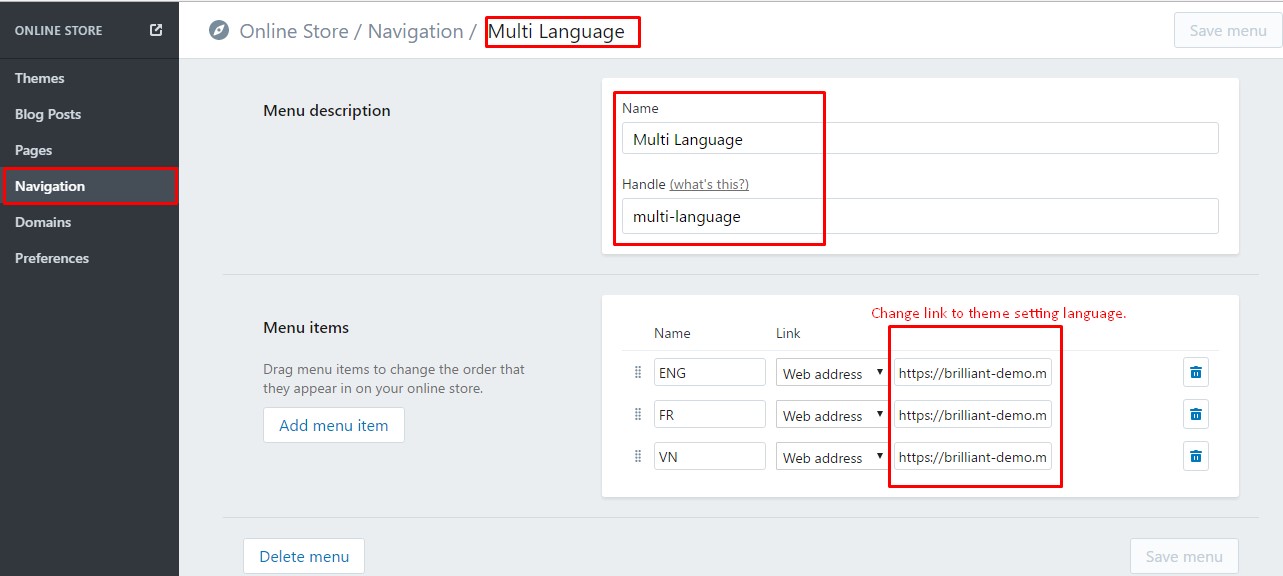 ONLINE STORE
Online Store / Navigation / Multi Language
Save menu
Themes
Blog Posts
Pages
Navigation
Domains
Preferences
Menu description
Name
Multi Language
Handle (what's this?)
multi-language
Menu items
Drag menu items to change the order that
they appear in on your online store.
Add menu item
Change link to theme setting language.
Name Link
ENG Web address https://brilliant-demo.m
FR Web address https://brilliant-demo.m
VN Web address https://brilliant-demo.m
Delete menu
Save menu